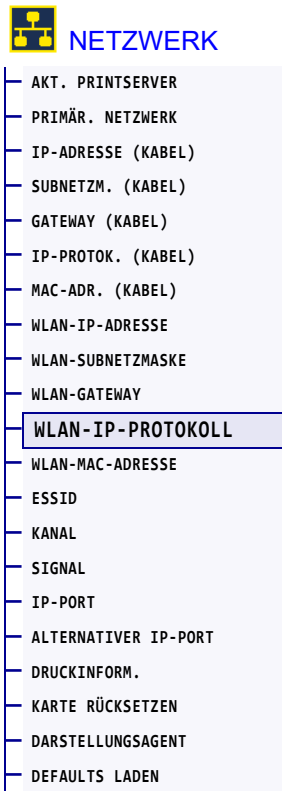 NETZWERK
AKT. PRINTSERVER
PRIMÄR. NETZWERK
IP-ADRESSE (KABEL)
SUBNETZM. (KABEL)
GATEWAY (KABEL)
IP-PROTOK. (KABEL)
MAC-ADR. (KABEL)
WLAN-IP-ADRESSE
WLAN-SUBNETZMASKE
WLAN-GATEWAY
WLAN-IP-PROTOKOLL
WLAN-MAC-ADRESSE
ESSID
KANAL
SIGNAL
IP-PORT
ALTERNATIVER IP-PORT
DRUCKINFORM.
KARTE RÜCKSETZEN
DARSTELLUNGSAGENT
DEFAULTS LADEN